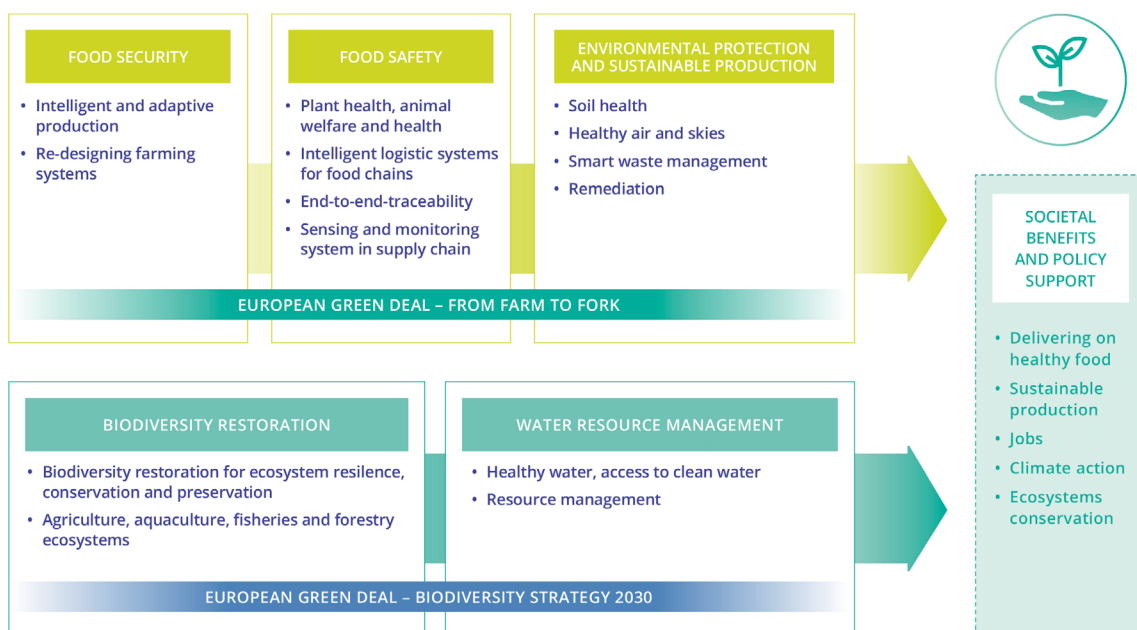 FOOD SECURITY
• Intelligent and adaptive
production
• Re-designing farming
systems
FOOD SAFETY
• Plant health, animal
welfare and health
• Intelligent logistic systems
for food chains
• End-to-end-traceability
• Sensing and monitoring
system in supply chain
ENVIRONMENTAL PROTECTION
AND SUSTAINABLE PRODUCTION
• Soil health
• Healthy air and skies
• Smart waste management
• Remediation
EUROPEAN GREEN DEAL – FROM FARM TO FORK
BIODIVERSITY RESTORATION
• Biodiversity restoration for ecosystem resilence,
conservation and preservation
• Agriculture, aquaculture, fisheries and forestry
ecosystems
WATER RESOURCE MANAGEMENT
• Healthy water, access to clean water
• Resource management
EUROPEAN GREEN DEAL – BIODIVERSITY STRATEGY 2030
SOCIETAL
BENEFITS
AND POLICY
SUPPORT
• Delivering on
healthy food
• Sustainable
production
• Jobs
• Climate action
• Ecosystems
conservation